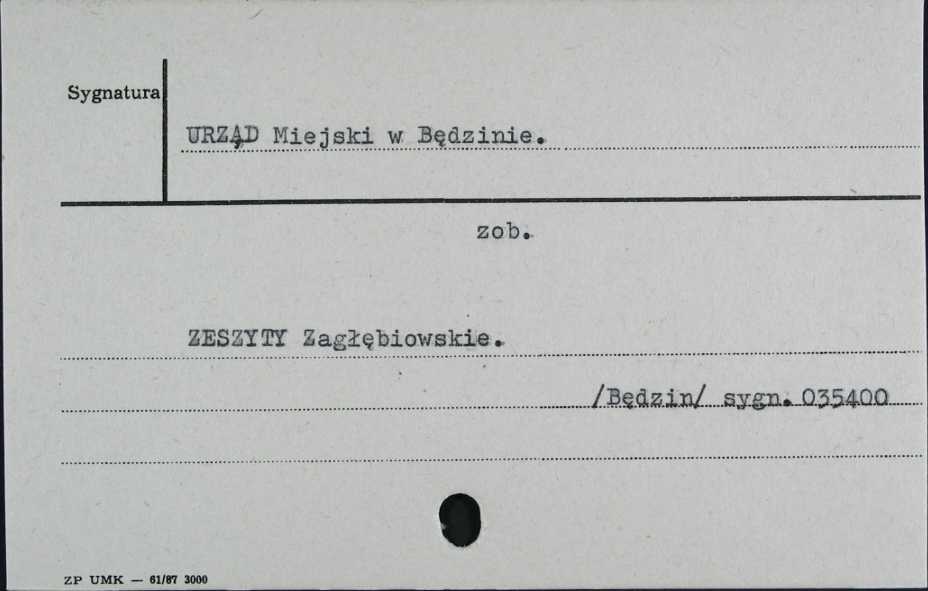 Sygnatura
URZĄD Miejski w Będzinie.
zob.
ZESZYTY Zagłębiowskie.
/Będzin/ sygn. 035400
ZP UMK — 61/87 3000